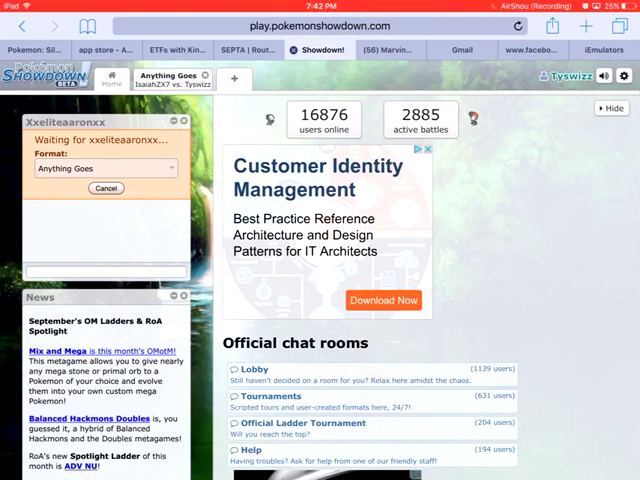 iPad
7:42 PM
AirShou (Recording)
25%
play.pokemonshowdown.com
Pokemon: Sil...
app store - A...
ETFs with Kin...
SEPTA | Rout...
Showdown!
(56) Marvin...
Gmail
www.facebo...
iEmulators
Pokémon
Showdown!
BETA
Home
Anything Goes
IsaiahZX7 vs. Tyswizz
+
Tyswizz
16876
users online
2885
active battles
Hide
Xxeliteaaronxx
Waiting for xxeliteaaronxx...
Format:
Anything Goes
Cancel
Customer Identity
Management
Best Practice Reference
Architecture and Design
Patterns for IT Architects
Download Now
News
September's OM Ladders & RoA
Spotlight
Mix and Mega is this month's OMotM!
This metagame allows you to give nearly
any mega stone or primal orb to a
Pokemon of your choice and evolve
them into your own custom mega
Pokemon!
Balanced Hackmons Doubles is, you
guessed it, a hybrid of Balanced
Hackmons and the Doubles metagames!
RoA's new Spotlight Ladder of this
month is ADV NU!
Official chat rooms
Lobby
(1139 users)
Still haven't decided on a room for you? Relax here amidst the chaos.
Tournaments
(631 users)
Scripted tours and user-created formats here, 24/7!
Official Ladder Tournament
(204 users)
Will you reach the top?
Help
(194 users)
Having troubles? Ask for help from one of our friendly staff!